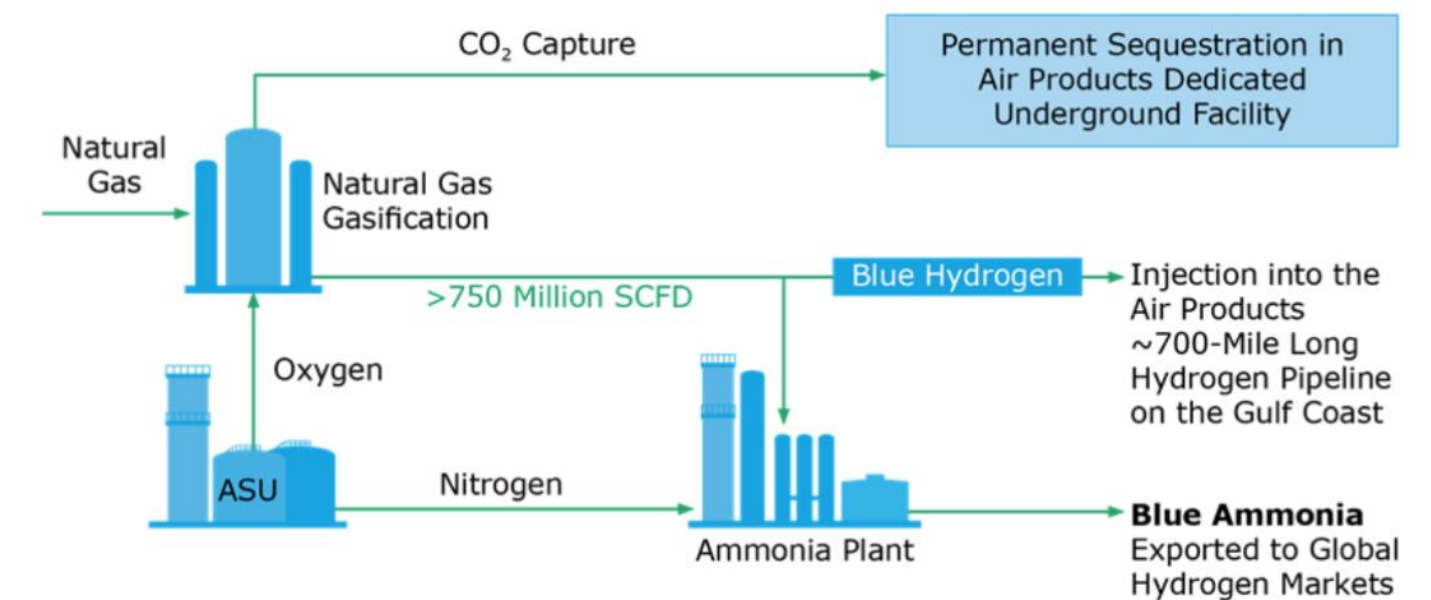 CO₂ Capture
Permanent Sequestration in
Air Products Dedicated
Underground Facility
Natural
Gas
Natural Gas
Gasification
>750 Million SCFD
Blue Hydrogen
Injection into the
Air Products
~700-Mile Long
Hydrogen Pipeline
on the Gulf Coast
Oxygen
ASU
Nitrogen
Ammonia Plant
Blue Ammonia
Exported to Global
Hydrogen Markets